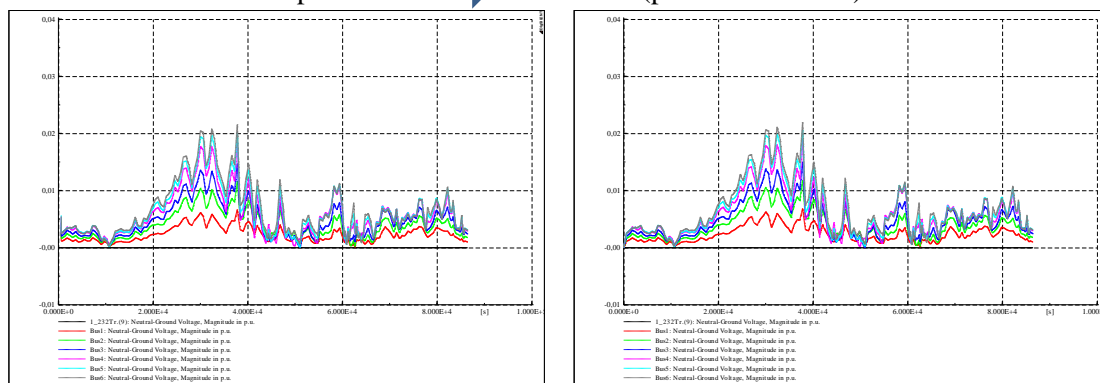 0,04
0,03
0,02
0,01
-0,00
-0,01
0.000E+0 2.000E+4 4.000E+4 6.000E+4 8.000E+4 [s] 1.000E
1_232Tr.(9): Neutral-Ground Voltage, Magnitude in p.u.
Bus1: Neutral-Ground Voltage, Magnitude in p.u.
Bus2: Neutral-Ground Voltage, Magnitude in p.u.
Bus3: Neutral-Ground Voltage, Magnitude in p.u.
Bus4: Neutral-Ground Voltage, Magnitude in p.u.
Bus5: Neutral-Ground Voltage, Magnitude in p.u.
Bus6: Neutral-Ground Voltage, Magnitude in p.u.
0,04
0,03
0,02
0,01
-0,00
-0,01
0.000E+0 2.000E+4 4.000E+4 6.000E+4 8.000E+4 [s] 1.000
1_232Tr.(9): Neutral-Ground Voltage, Magnitude in p.u.
Bus1: Neutral-Ground Voltage, Magnitude in p.u.
Bus2: Neutral-Ground Voltage, Magnitude in p.u.
Bus3: Neutral-Ground Voltage, Magnitude in p.u.
Bus4: Neutral-Ground Voltage, Magnitude in p.u.
Bus5: Neutral-Ground Voltage, Magnitude in p.u.
Bus6: Neutral-Ground Voltage, Magnitude in p.u.